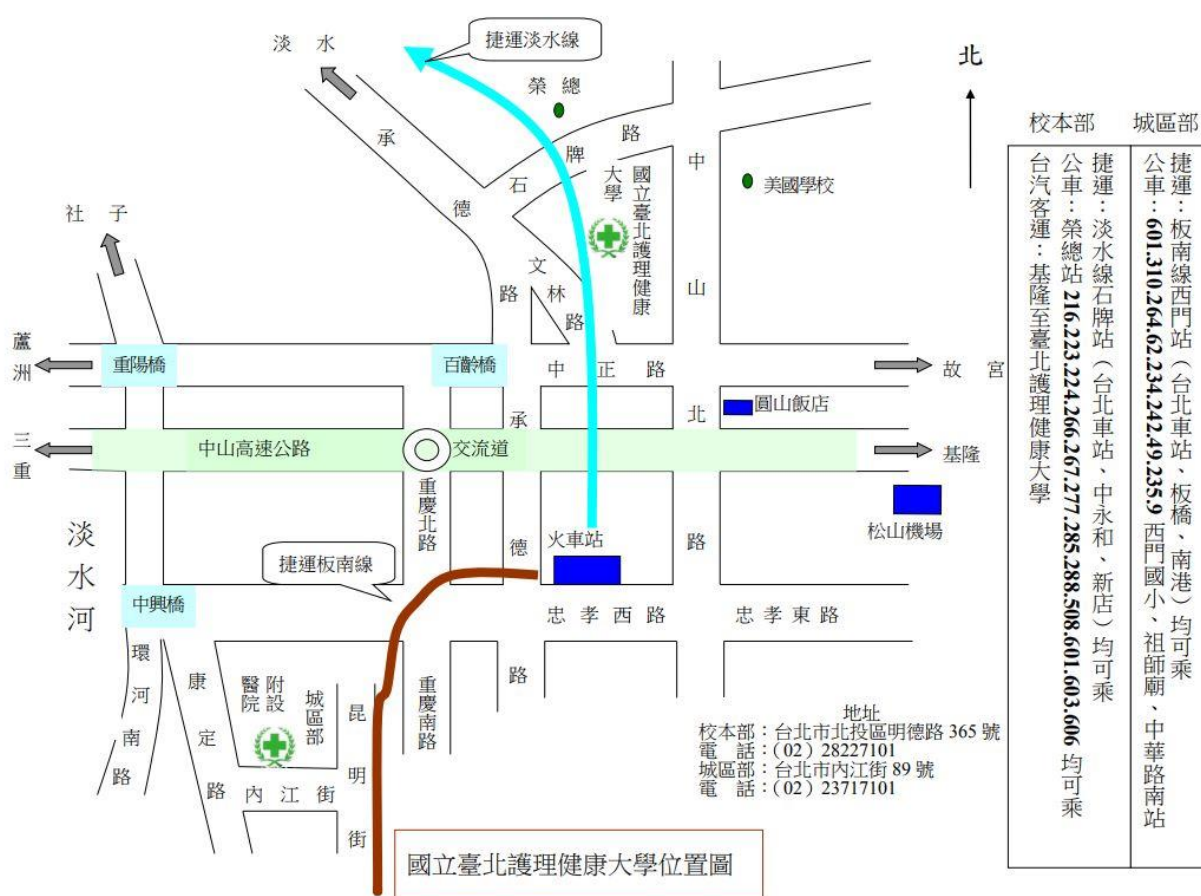 捷運淡水線
淡水
北
榮總
承德路
石牌路
中山北路
國立臺北護理健康
大學
美國學校
社子
文林路
蘆洲
重陽橋
百齡橋
中正路
故宮
圓山飯店
三重
中山高速公路
交流道
基隆
承德路
重慶北路
松山機場
淡水河
火車站
捷運板南線
中興橋
忠孝西路
忠孝東路
環河南路
康定路
附設
醫院
城區部
昆明街
重慶南路
內江街
地址
校本部：台北市北投區明德路 365 號
電　話：(02) 28227101
城區部：台北市內江街 89 號
電　話：(02) 23717101
國立臺北護理健康大學位置圖
城區部
捷運：板南線西門站（台北車站、板橋、南港）均可乘
公車：601.310.264.62.234.242.49.235.9 西門國小、祖師廟、中華路南站
校本部
捷運：淡水線石牌站（台北車站、中永和、新店）均可乘
公車：榮總站 216.223.224.266.267.277.285.288.508.601.603.606 均可乘
台汽客運：基隆至臺北護理健康大學